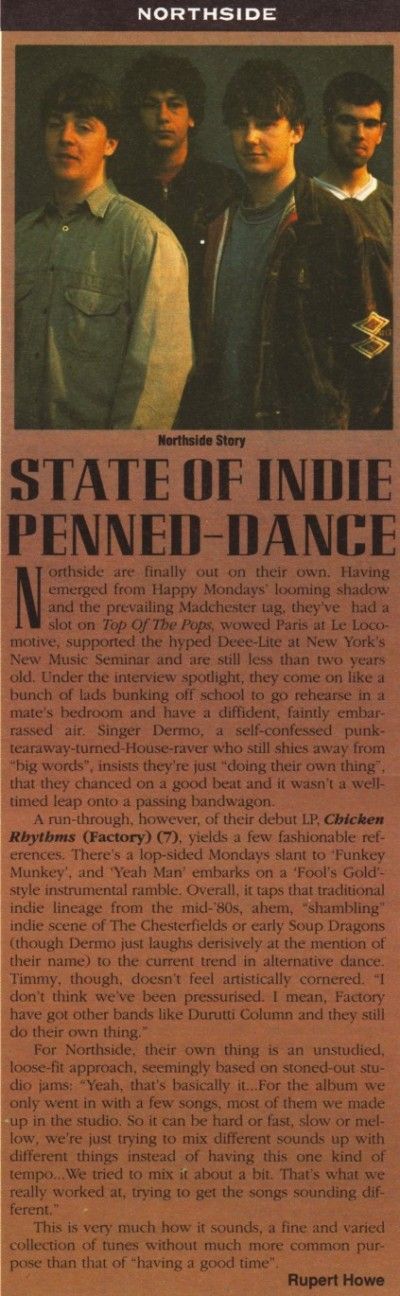 NORTHSIDE
Northside Story
STATE OF INDIE
PENNED-DANCE
Northside are finally out on their own. Having
emerged from Happy Mondays' looming shadow
and the prevailing Madchester tag, they've had a
slot on Top Of The Pops, wowed Paris at Le Loco-
motive, supported the hyped Deee-Lite at New York's
New Music Seminar and are still less than two years
old. Under the interview spotlight, they come on like a
bunch of lads bunking off school to go rehearse in a
mate's bedroom and have a diffident, faintly embar-
rassed air. Singer Dermo, a self-confessed punk-
tearaway-turned-House-raver who still shies away from
“big words”, insists they're just “doing their own thing”,
that they chanced on a good beat and it wasn't a well-
timed leap onto a passing bandwagon.
A run-through, however, of their debut LP, Chicken
Rhythms (Factory) (7), yields a few fashionable ref-
erences. There's a lop-sided Mondays slant to ‘Funkey
Munkey’, and ‘Yeah Man’ embarks on a ‘Fool's Gold’-
style instrumental ramble. Overall, it taps that traditional
indie lineage from the mid-’80s, ahem, “shambling”
indie scene of The Chesterfields or early Soup Dragons
(though Dermo just laughs derisively at the mention of
their name) to the current trend in alternative dance.
Timmy, though, doesn't feel artistically cornered. “I
don't think we've been pressurised. I mean, Factory
have got other bands like Durutti Column and they still
do their own thing.”
For Northside, their own thing is an unstudied,
loose-fit approach, seemingly based on stoned-out stu-
dio jams: “Yeah, that's basically it...For the album we
only went in with a few songs, most of them we made
up in the studio. So it can be hard or fast, slow or mel-
low, we're just trying to mix different sounds up with
different things instead of having this one kind of
tempo...We tried to mix it about a bit. That's what we
really worked at, trying to get the songs sounding dif-
ferent.”
This is very much how it sounds, a fine and varied
collection of tunes without much more common pur-
pose than that of “having a good time”.
Rupert Howe